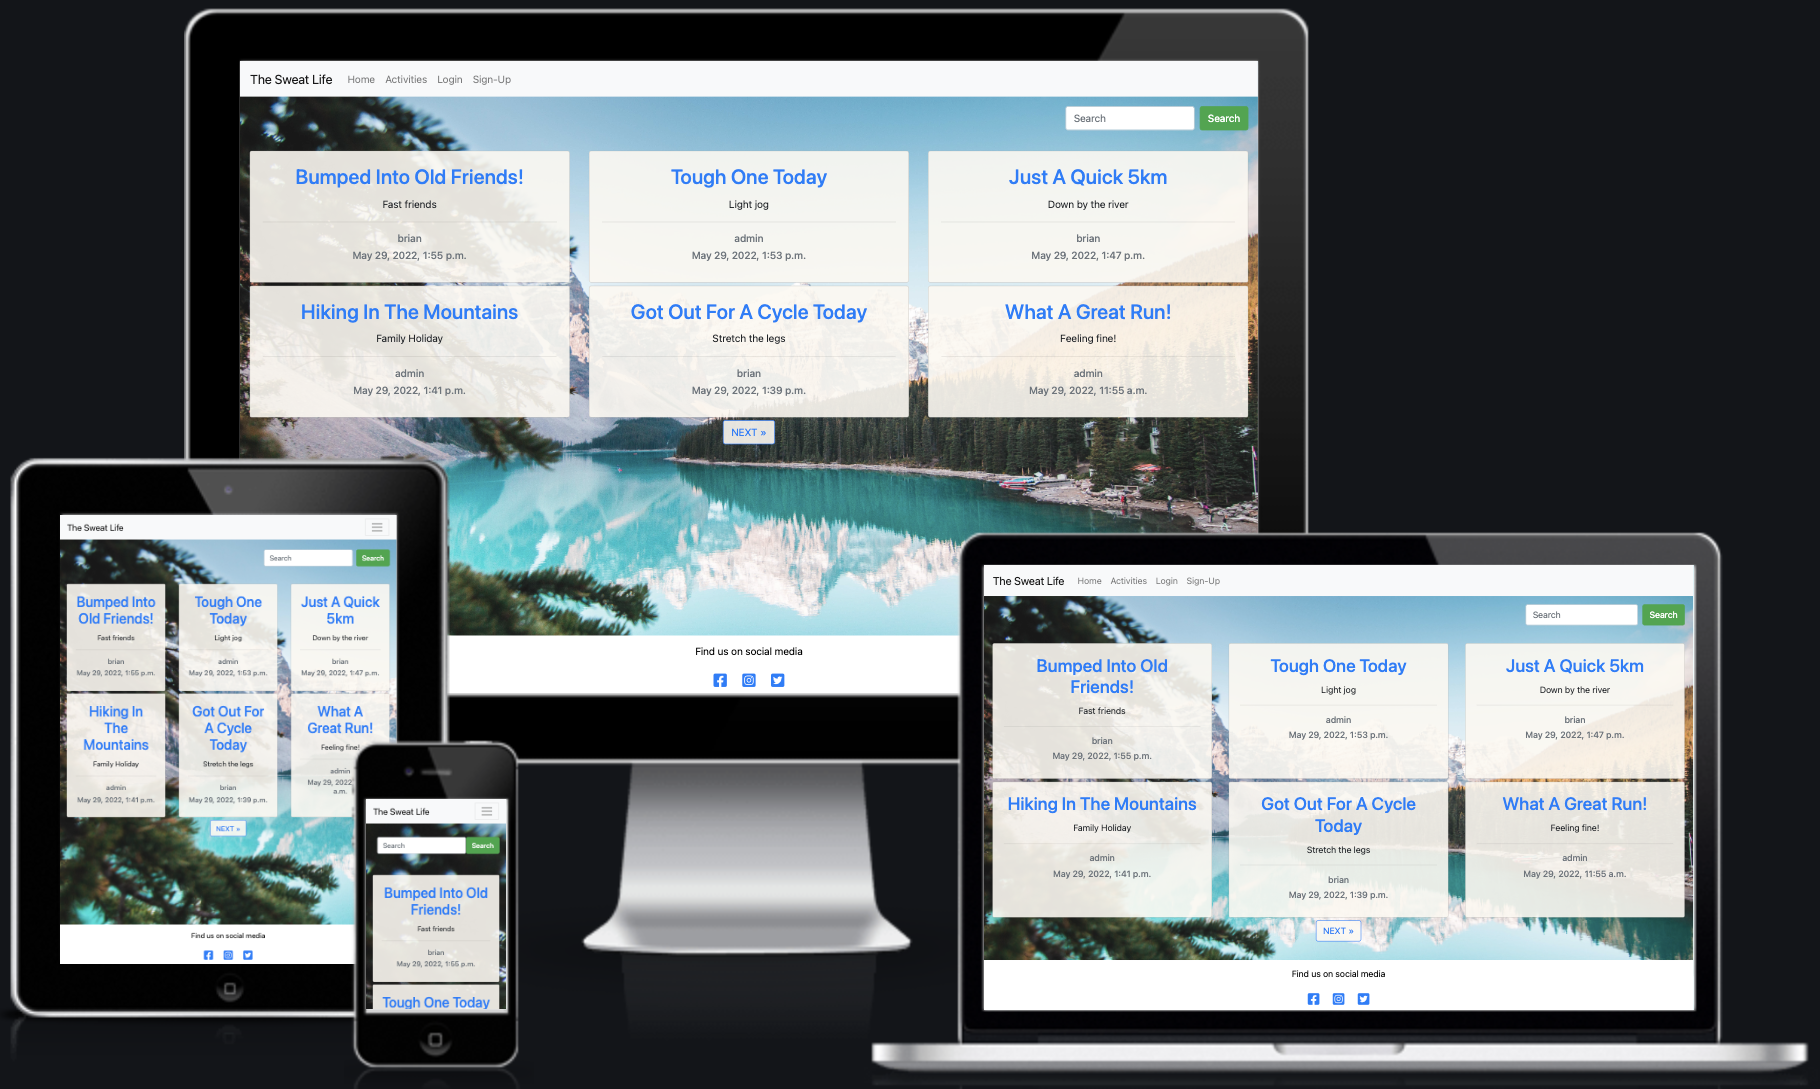 The Sweat Life Home Activities Login Sign-Up
Search Search
Bumped Into Old Friends!
Fast friends
brian
May 29, 2022, 1:55 p.m.
Tough One Today
Light jog
admin
May 29, 2022, 1:53 p.m.
Just A Quick 5km
Down by the river
brian
May 29, 2022, 1:47 p.m.
Hiking In The Mountains
Family Holiday
admin
May 29, 2022, 1:41 p.m.
Got Out For A Cycle Today
Stretch the legs
brian
May 29, 2022, 1:39 p.m.
What A Great Run!
Feeling fine!
admin
May 29, 2022, 11:55 a.m.
NEXT »
Find us on social media
The Sweat Life
Search Search
Bumped Into
Old Friends!
Fast friends
brian
May 29, 2022, 1:55 p.m.
Tough One
Today
Light jog
admin
May 29, 2022, 1:53 p.m.
Just A Quick
5km
Down by the river
brian
May 29, 2022, 1:47 p.m.
Hiking In
The
Mountains
Family Holiday
admin
May 29, 2022, 1:41 p.m.
Got Out For
A Cycle
Today
Stretch the legs
brian
May 29, 2022, 1:39 p.m.
What A
Great Run!
Feeling fine!
admin
May 29, 2022
a.m.
NEXT »
Find us on social media
The Sweat Life
Search Search
Bumped Into Old
Friends!
Fast friends
brian
May 29, 2022, 1:55 p.m.
Tough One Today
The Sweat Life Home Activities Login Sign-Up
Search Search
Bumped Into Old
Friends!
Fast friends
brian
May 29, 2022, 1:55 p.m.
Tough One Today
Light jog
admin
May 29, 2022, 1:53 p.m.
Just A Quick 5km
Down by the river
brian
May 29, 2022, 1:47 p.m.
Hiking In The Mountains
Family Holiday
admin
May 29, 2022, 1:41 p.m.
Got Out For A Cycle
Today
Stretch the legs
brian
May 29, 2022, 1:39 p.m.
What A Great Run!
Feeling fine!
admin
May 29, 2022, 11:55 a.m.
NEXT »
Find us on social media